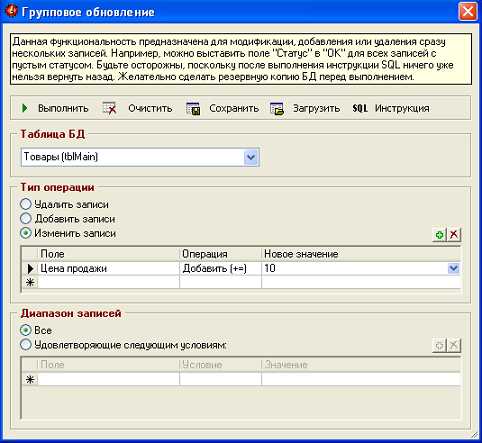 Групповое обновление
Данная функциональность предназначена для модификации, добавления или удаления сразу
нескольких записей. Например, можно выставить поле "Статус" в "ОК" для всех записей с
пустым статусом. Будьте осторожны, поскольку после выполнения инструкции SQL ничего уже
нельзя вернуть назад. Желательно сделать резервную копию БД перед выполнением.
Выполнить Очистить Сохранить Загрузить SQL Инструкция
Таблица БД
Товары (tblMain)
Тип операции
Удалить записи
Добавить записи
Изменить записи
Поле Операция Новое значение
Цена продажи Добавить (+=) 10
Диапазон записей
Все
Удовлетворяющие следующим условиям:
Поле Условие Значение